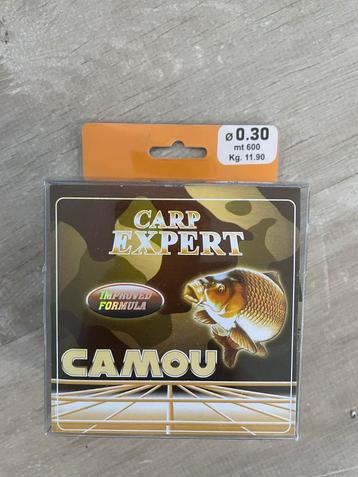 ø 0.30
mt 600
Kg. 11.90
CARP
EXPERT
IMPROVED
FORMULA
CAMOU